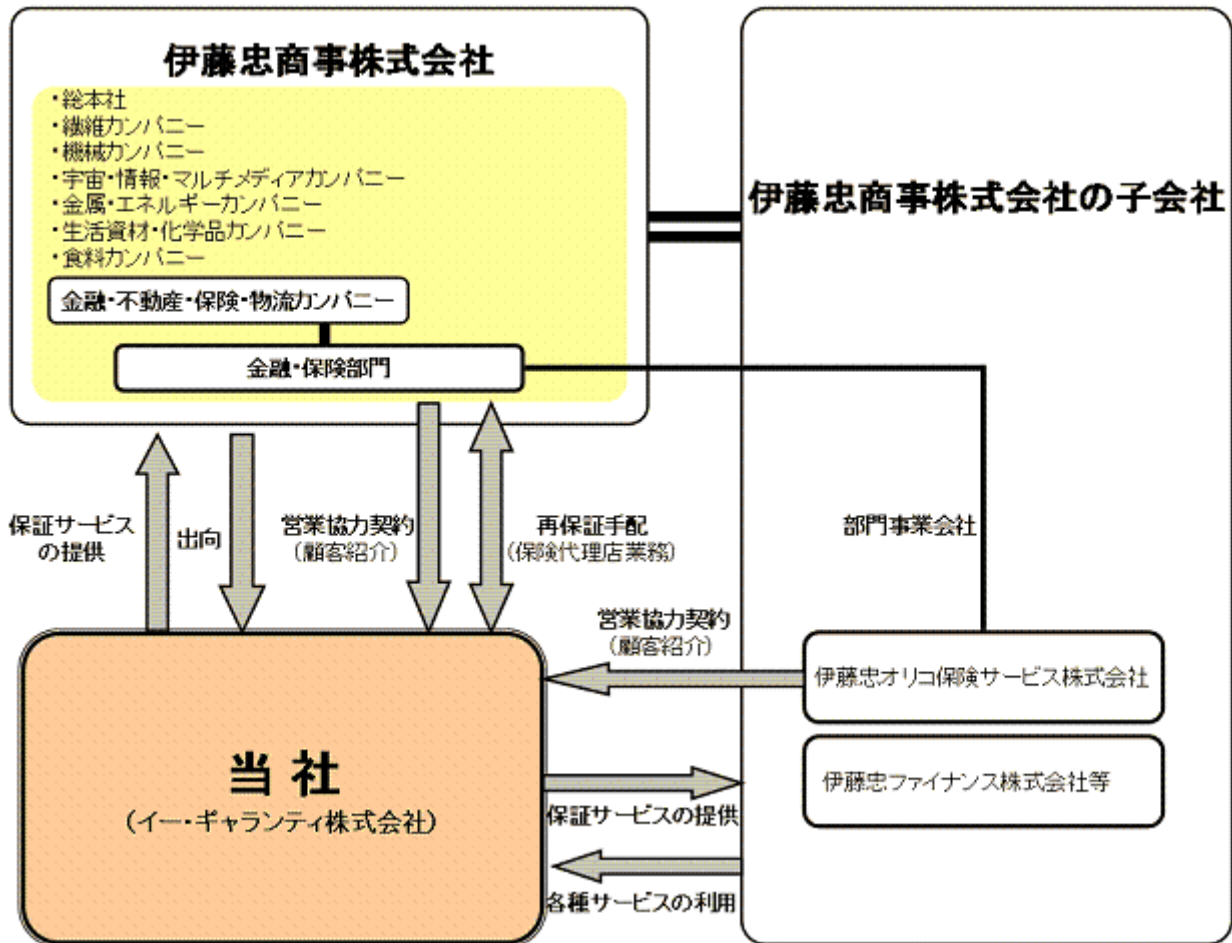 伊藤忠商事株式会社
・総本社
・繊維カンパニー
・機械カンパニー
・宇宙・情報・マルチメディアカンパニー
・金属・エネルギーカンパニー
・生活資材・化学品カンパニー
・食料カンパニー
金融・不動産・保険・物流カンパニー
金融・保険部門
伊藤忠商事株式会社の子会社
保証サービス
の提供
出向
営業協力契約
（顧客紹介）
再保証手配
（保険代理店業務）
部門事業会社
営業協力契約
（顧客紹介）
伊藤忠オリコ保険サービス株式会社
伊藤忠ファイナンス株式会社等
当社
（イー・ギャランティ株式会社）
保証サービスの提供
各種サービスの利用